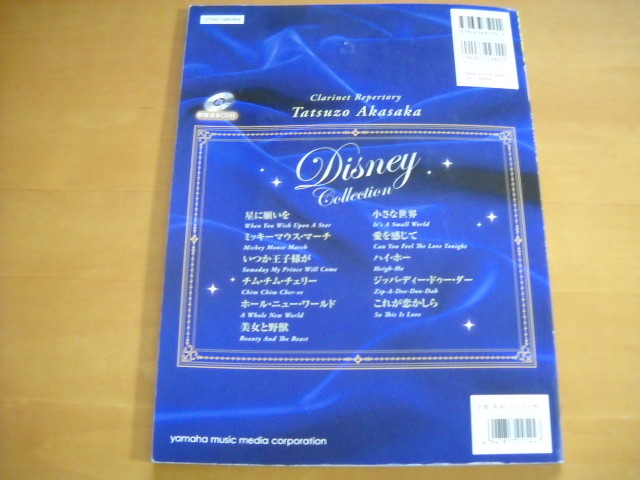 Clarinet Repertory
Tatsuzo Akasaka
Disney
Collection
星に願いを
When You Wish Upon A Star
ミッキーマウス・マーチ
Mickey Mouse March
いつか王子様が
Someday My Prince Will Come
チム・チム・チェリー
Chim Chim Cher-ee
ホール・ニュー・ワールド
A Whole New World
美女と野獣
Beauty And The Beast
小さな世界
It's A Small World
愛を感じて
Can You Feel The Love Tonight
ハイ・ホー
Heigh-Ho
ジッパ・ディー・ドゥー・ダー
Zip-A-Dee-Doo-Dah
これが恋かしら
So This Is Love
yamaha music media corporation